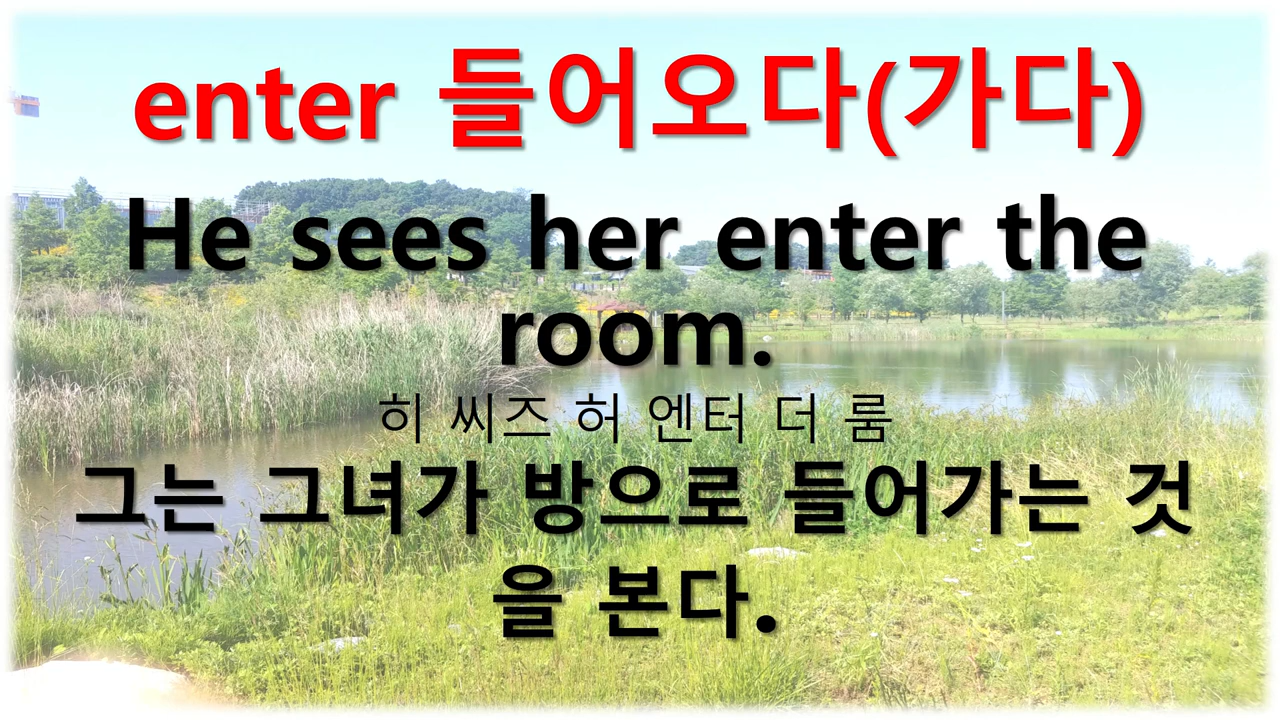 enter 들어오다(가다)
He sees her enter the
room.
히 씨즈 허 엔터 더 룸
그는 그녀가 방으로 들어가는 것
을 본다.